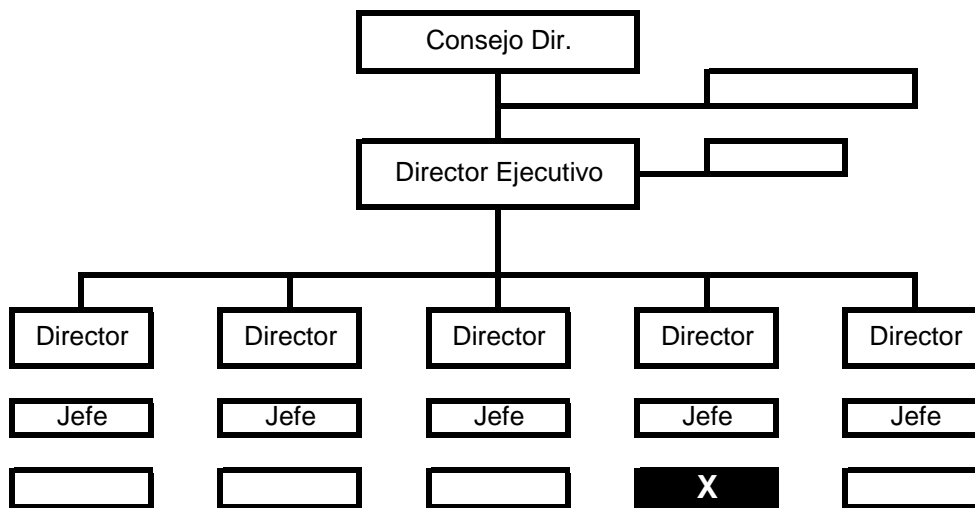 Consejo Dir.
Director Ejecutivo
Director Director Director Director Director
Jefe Jefe Jefe Jefe Jefe
X